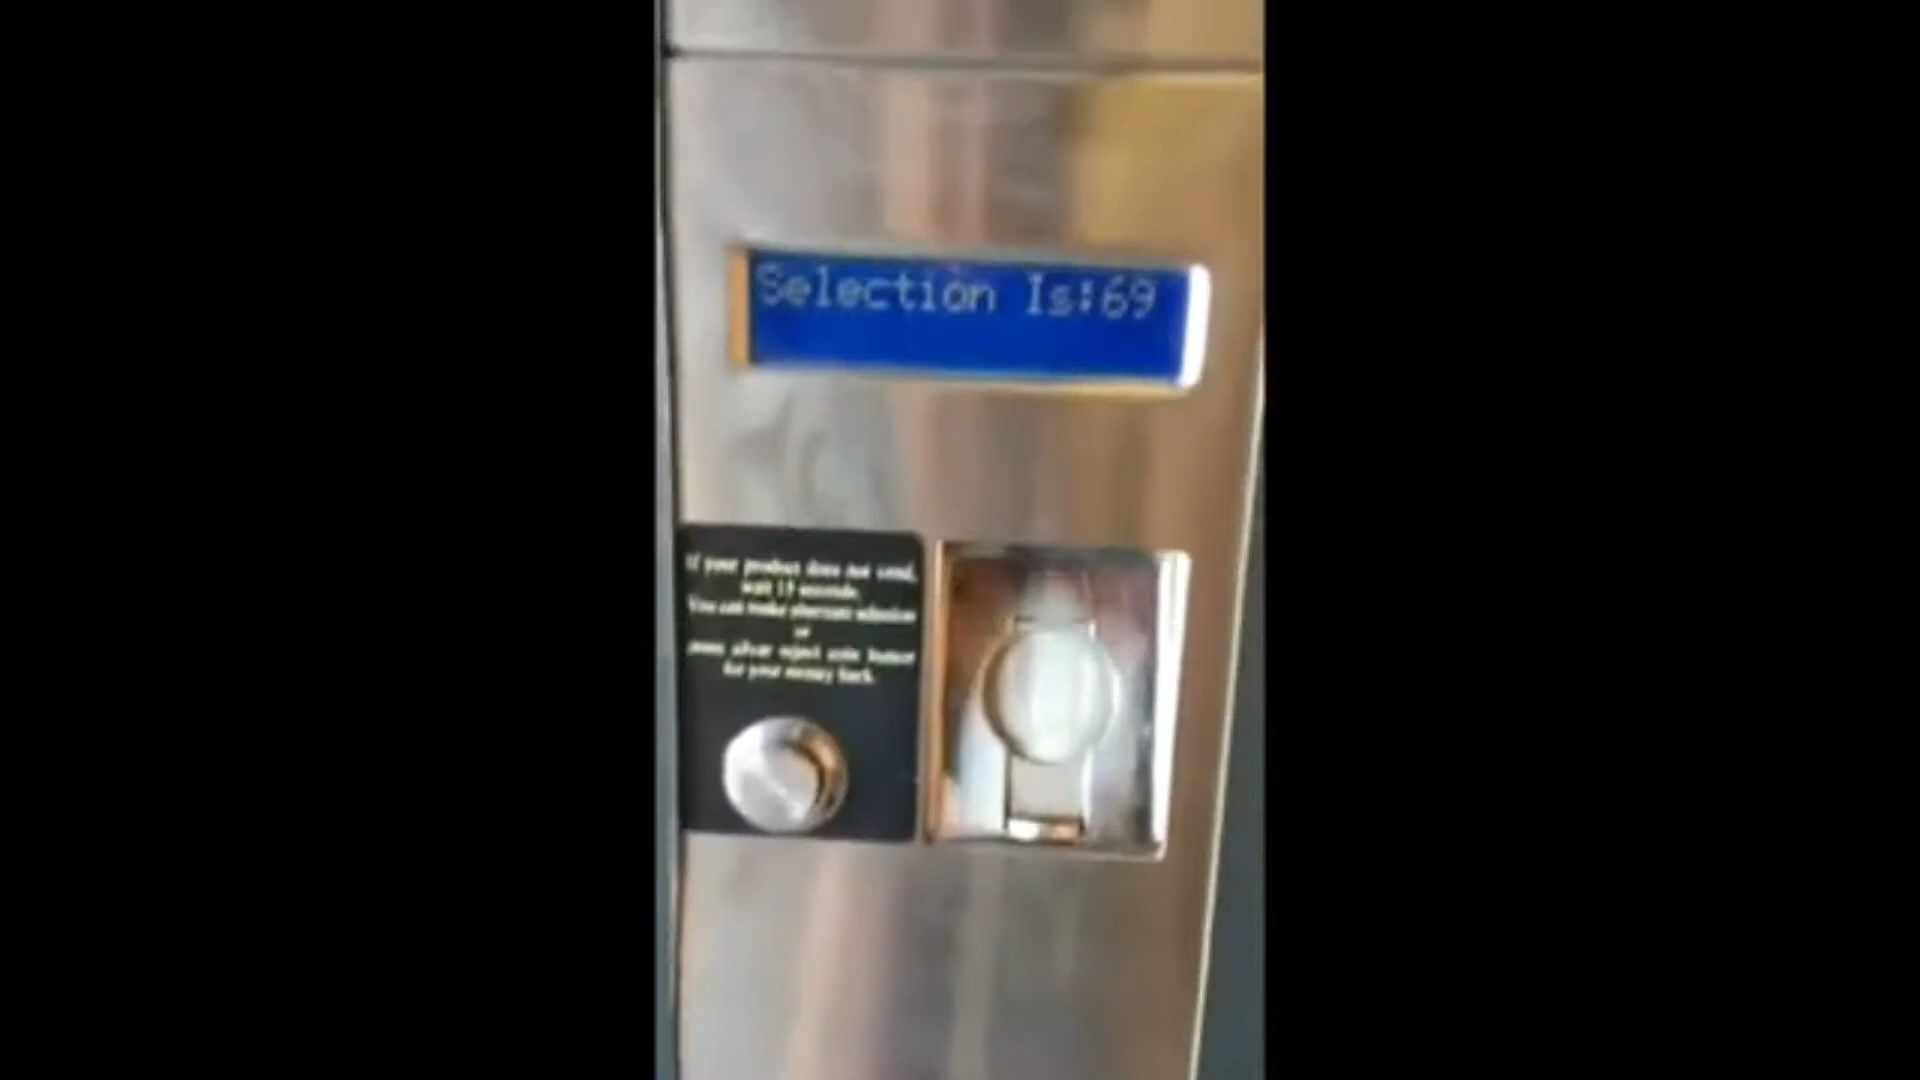 Selection Is:69
If your product does not vend,
wait 15 seconds.
You can make alternate selection
or
press silver reject coin button
for your money back.